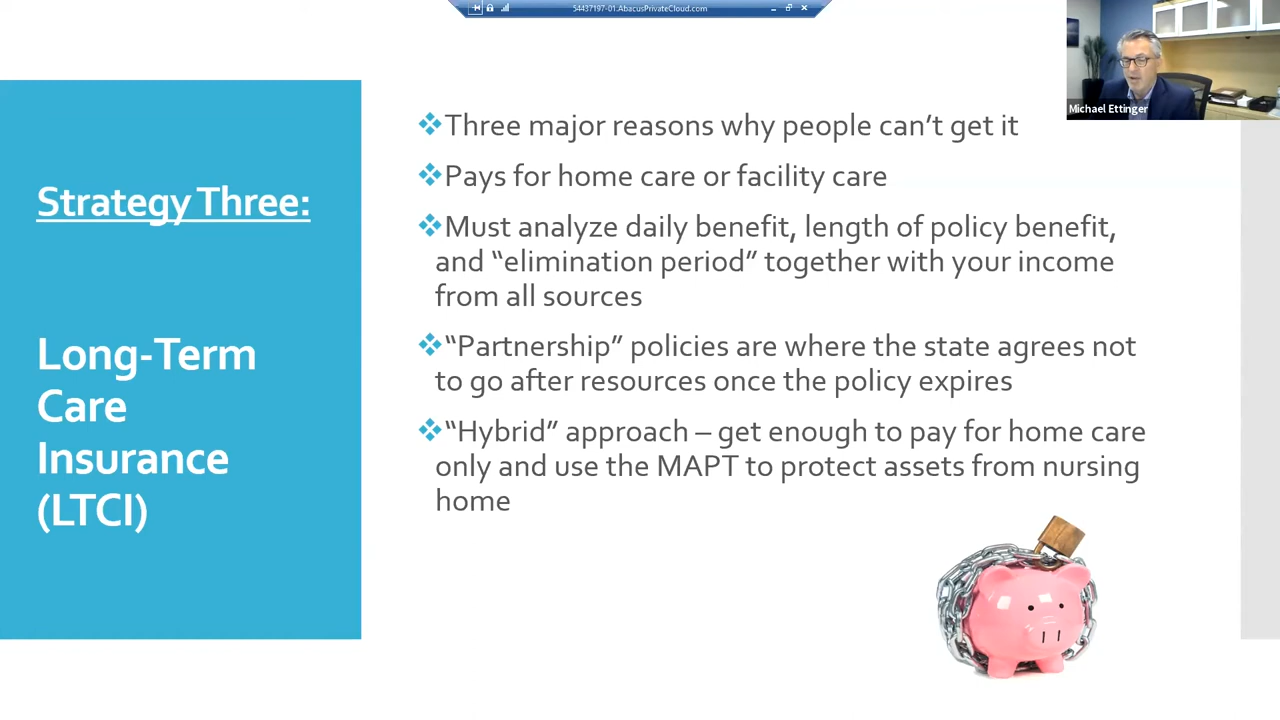 54437197-01.AbacusPrivateCloud.com
Michael Ettinger
Strategy Three:
Long-Term
Care
Insurance
(LTCI)
Three major reasons why people can’t get it
Pays for home care or facility care
Must analyze daily benefit, length of policy benefit,
and “elimination period” together with your income
from all sources
“Partnership” policies are where the state agrees not
to go after resources once the policy expires
“Hybrid” approach – get enough to pay for home care
only and use the MAPT to protect assets from nursing
home